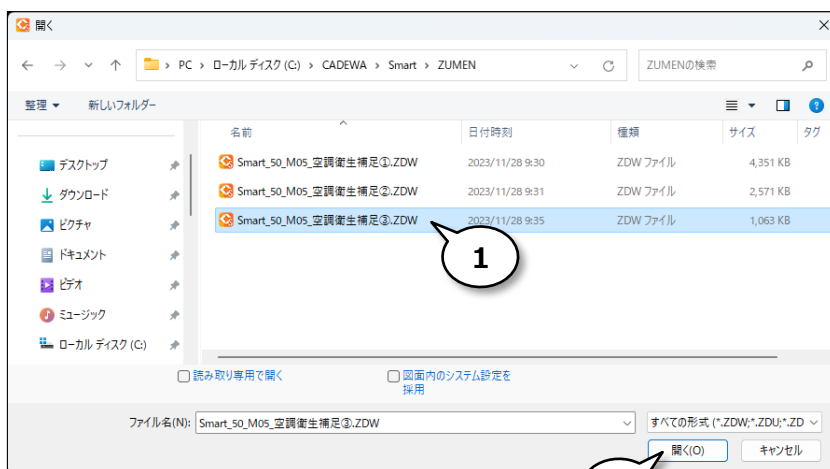 開く
PC > ローカル ディスク (C:) > CADEWA > Smart > ZUMEN
ZUMENの検索
整理 新しいフォルダー
名前 日付時刻 種類 サイズ タグ
デスクトップ
ダウンロード
ピクチャ
ドキュメント
ビデオ
ミュージック
ローカル ディスク (C:)
Smart_50_M05_空調衛生補足①.ZDW 2023/11/28 9:30 ZDW ファイル 4,351 KB
Smart_50_M05_空調衛生補足②.ZDW 2023/11/28 9:31 ZDW ファイル 2,571 KB
Smart_50_M05_空調衛生補足③.ZDW 2023/11/28 9:35 ZDW ファイル 1,063 KB
1
読み取り専用で開く
図面内のシステム設定を
採用
ファイル名(N): Smart_50_M05_空調衛生補足③.ZDW
すべての形式 (*.ZDW;*.ZDU;*.ZD
開く(O) キャンセル